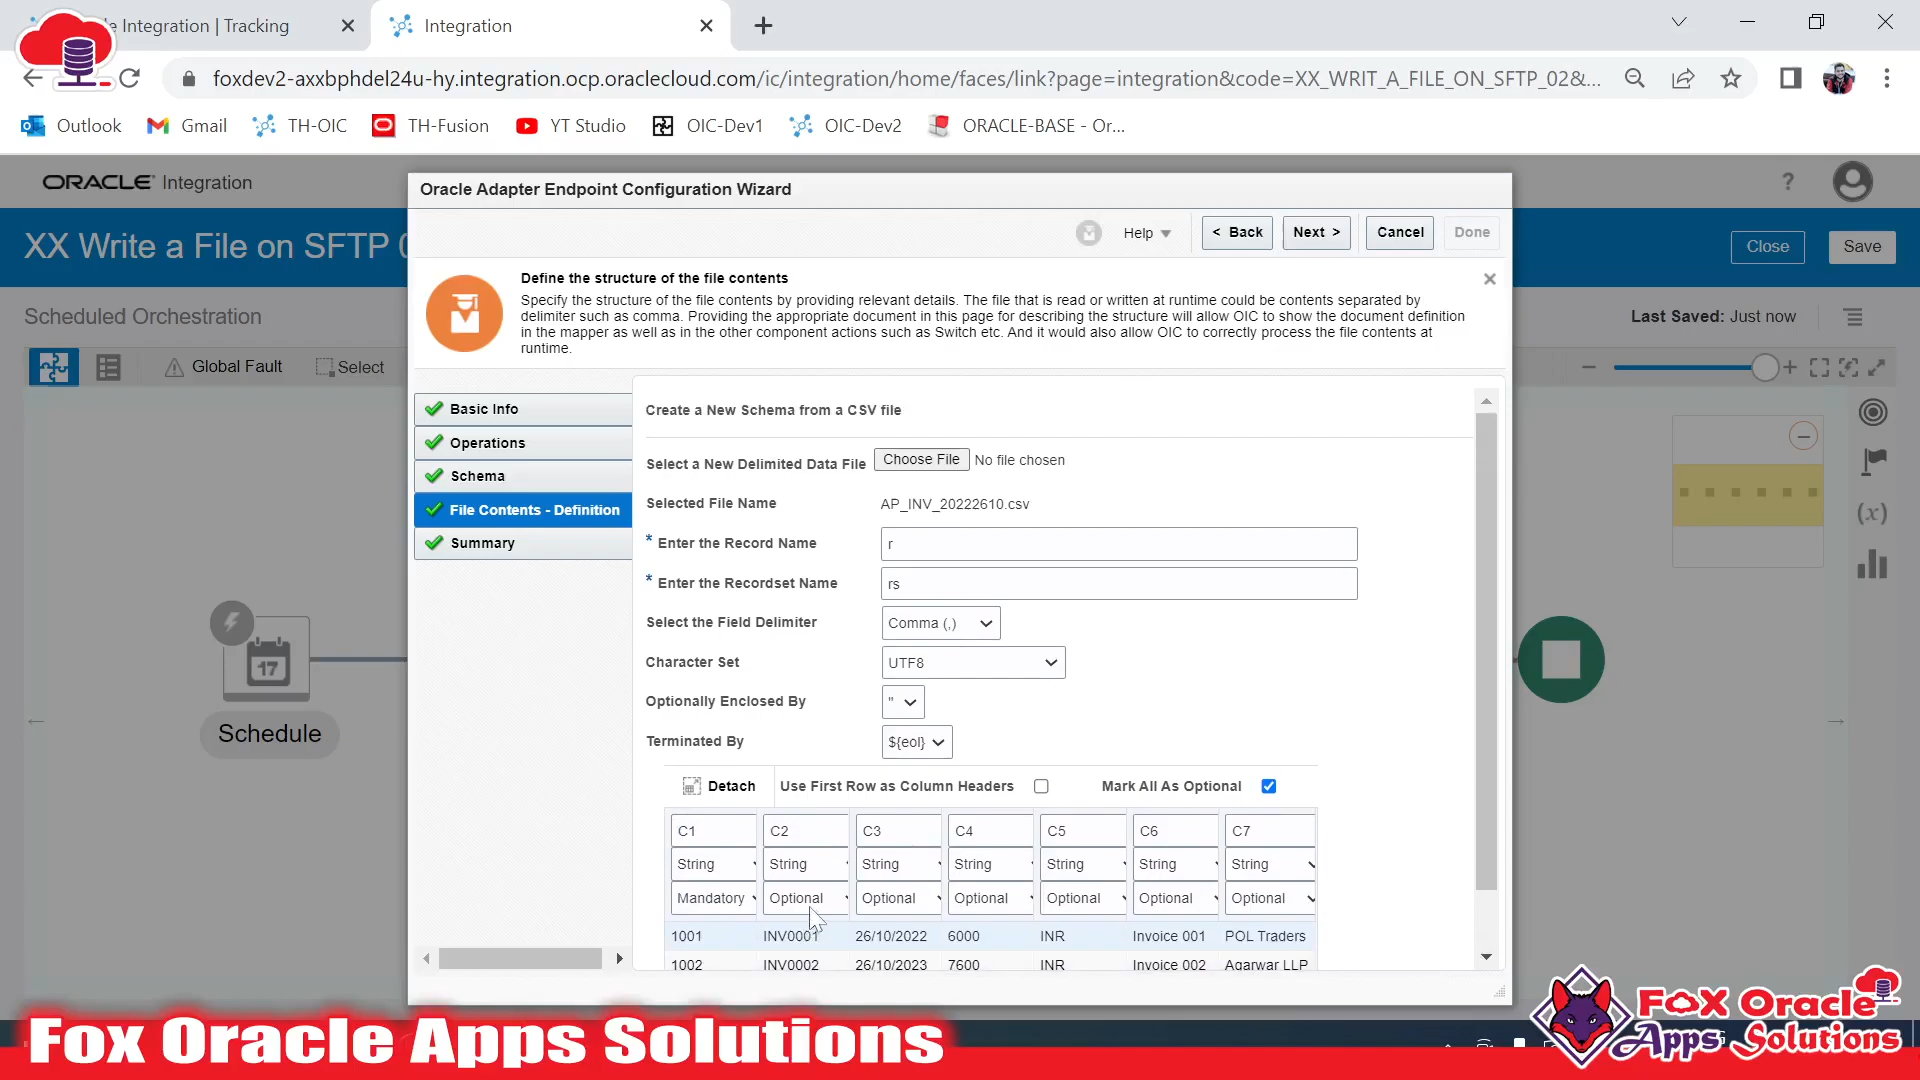 le Integration | Tracking
Integration
foxdev2-axxbphdel24u-hy.integration.ocp.oraclecloud.com/ic/integration/home/faces/link?page=integration&code=XX_WRIT_A_FILE_ON_SFTP_02&...
Outlook
Gmail
TH-OIC
TH-Fusion
YT Studio
OIC-Dev1
OIC-Dev2
ORACLE-BASE - Or...
ORACLE Integration
?
XX Write a File on SFTP 0
Close
Save
Scheduled Orchestration
Last Saved: Just now
Global Fault
Select
Oracle Adapter Endpoint Configuration Wizard
Help
< Back
Next >
Cancel
Done
Define the structure of the file contents
Specify the structure of the file contents by providing relevant details. The file that is read or written at runtime could be contents separated by
delimiter such as comma. Providing the appropriate document in this page for describing the structure will allow OIC to show the document definition
in the mapper as well as in the other component actions such as Switch etc. And it would also allow OIC to correctly process the file contents at
runtime.
Basic Info
Operations
Schema
File Contents - Definition
Summary
Create a New Schema from a CSV file
Select a New Delimited Data File Choose File No file chosen
Selected File Name AP_INV_20222610.csv
* Enter the Record Name r
* Enter the Recordset Name rs
Select the Field Delimiter Comma (,)
Character Set UTF8
Optionally Enclosed By "
Terminated By ${eol}
Detach Use First Row as Column Headers Mark All As Optional
C1 C2 C3 C4 C5 C6 C7
String String String String String String String
Mandatory Optional Optional Optional Optional Optional Optional
1001 INV0001 26/10/2022 6000 INR Invoice 001 POL Traders
1002 INV0002 26/10/2023 7600 INR Invoice 002 Agarwar LLP
17
Schedule
(x)
Fox Oracle Apps Solutions
Fox Oracle
Apps Solutions